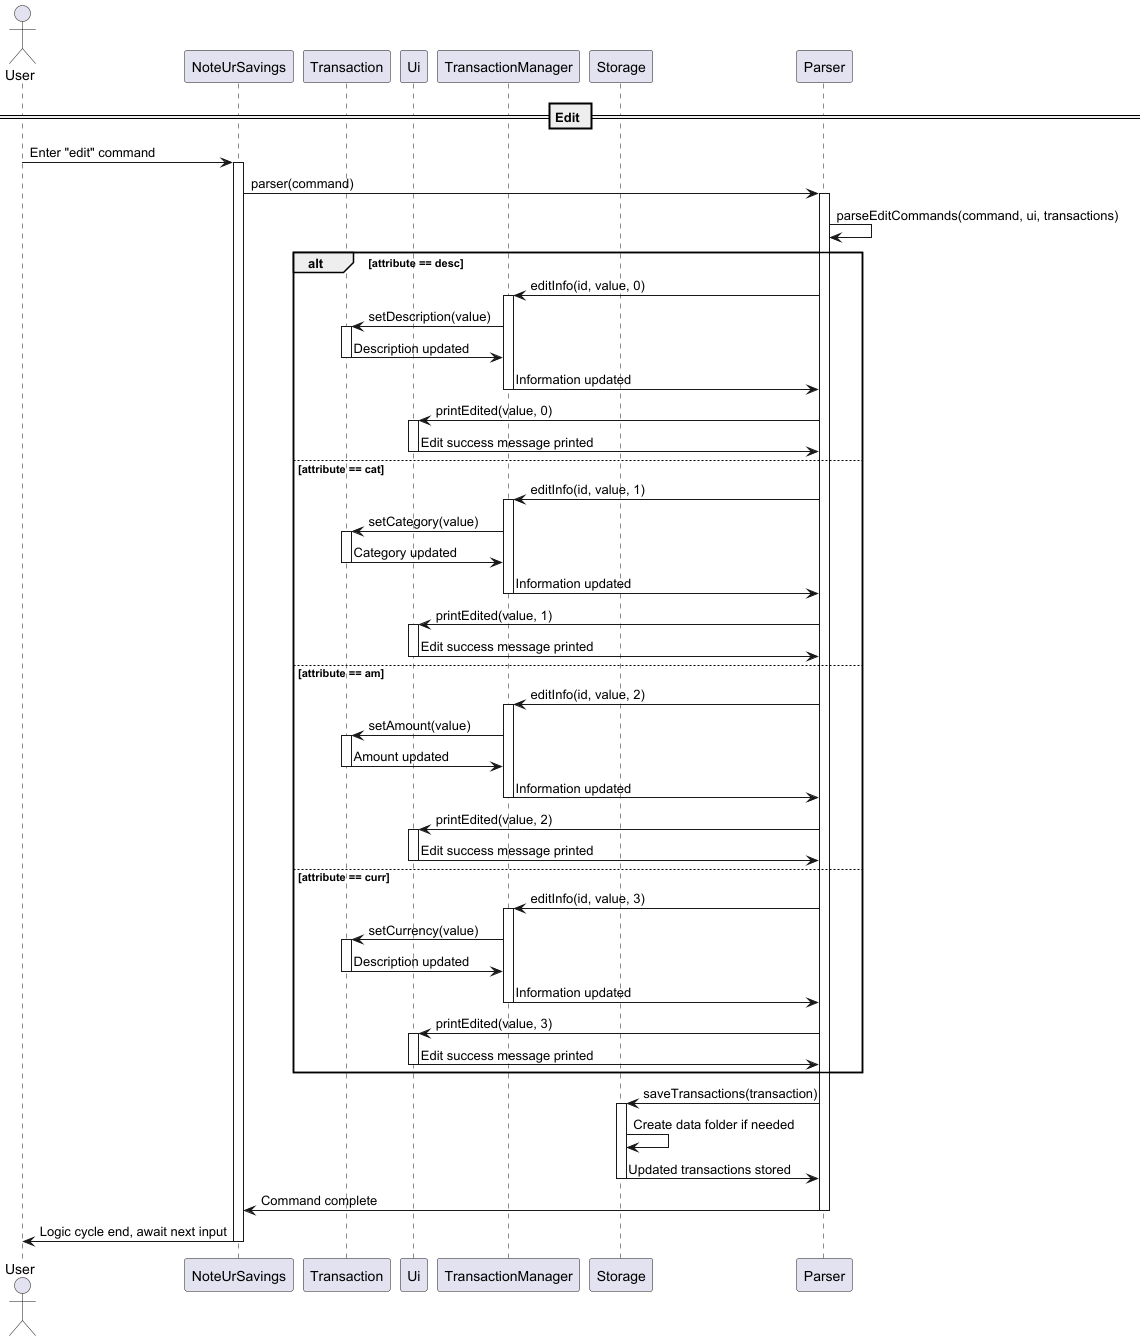 User
NoteUrSavings
Transaction
Ui
TransactionManager
Storage
Parser
Edit
Enter "edit" command
parser(command)
parseEditCommands(command, ui, transactions)
alt
[attribute == desc]
editInfo(id, value, 0)
setDescription(value)
Description updated
Information updated
printEdited(value, 0)
Edit success message printed
[attribute == cat]
editInfo(id, value, 1)
setCategory(value)
Category updated
Information updated
printEdited(value, 1)
Edit success message printed
[attribute == am]
editInfo(id, value, 2)
setAmount(value)
Amount updated
Information updated
printEdited(value, 2)
Edit success message printed
[attribute == curr]
editInfo(id, value, 3)
setCurrency(value)
Description updated
Information updated
printEdited(value, 3)
Edit success message printed
saveTransactions(transaction)
Create data folder if needed
Updated transactions stored
Command complete
Logic cycle end, await next input
User
NoteUrSavings
Transaction
Ui
TransactionManager
Storage
Parser